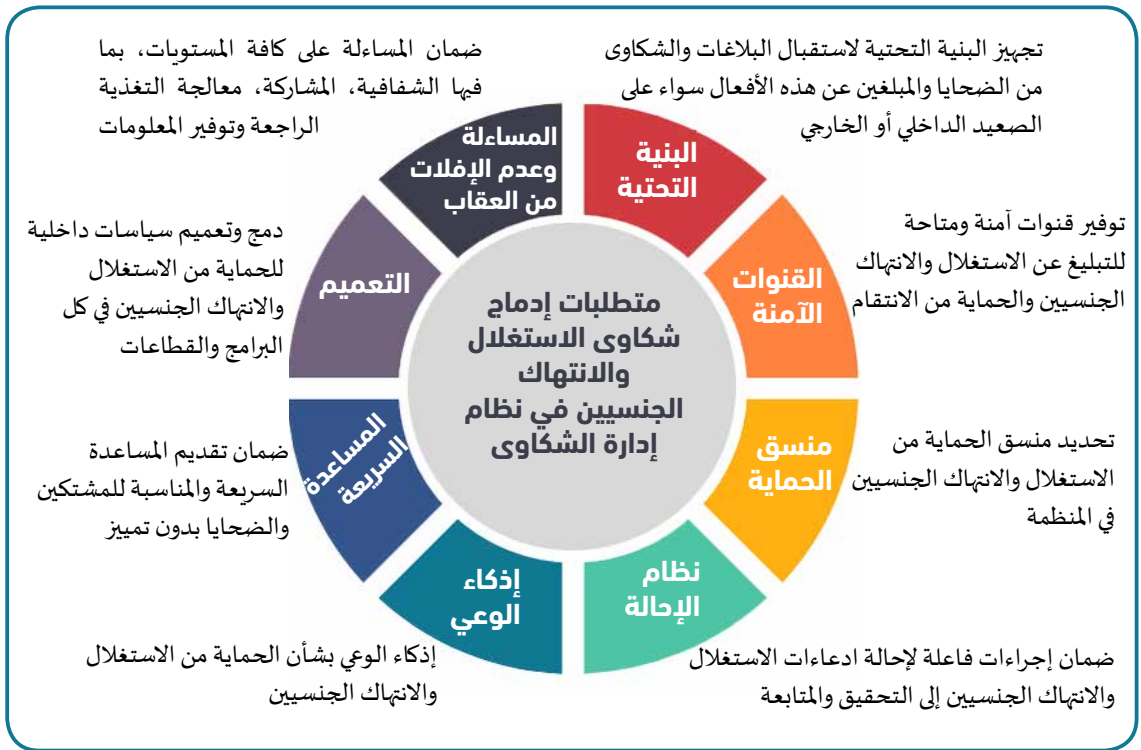 متطلبات إدماج
شكاوى الاستغلال
والانتهاك
الجنسيين في نظام
إدارة الشكاوى
البنية
التحتية
تجهيز البنية التحتية لاستقبال البلاغات والشكاوى
من الضحايا والمبلغين عن هذه الأفعال سواء على
الصعيد الداخلي أو الخارجي
القنوات
الآمنة
توفير قنوات آمنة ومتاحة
للتبليغ عن الاستغلال والانتهاك
الجنسيين والحماية من الانتقام
منسق
الحماية
تحديد منسق الحماية من
الاستغلال والانتهاك الجنسيين
في المنظمة
نظام
الإحالة
ضمان إجراءات فاعلة لإحالة ادعاءات الاستغلال
والانتهاك الجنسيين إلى التحقيق والمتابعة
إذكاء
الوعي
إذكاء الوعي بشأن الحماية من الاستغلال
والانتهاك الجنسيين
المساعدة
السريعة
ضمان تقديم المساعدة
السريعة والمناسبة للمشتكين
والضحايا بدون تمييز
التعميم
دمج وتعميم سياسات داخلية
للحماية من الاستغلال
والانتهاك الجنسيين في كل
البرامج والقطاعات
المساءلة
وعدم الإفلات
من العقاب
ضمان المساءلة على كافة المستويات، بما
فيها الشفافية، المشاركة، معالجة التغذية
الراجعة وتوفير المعلومات